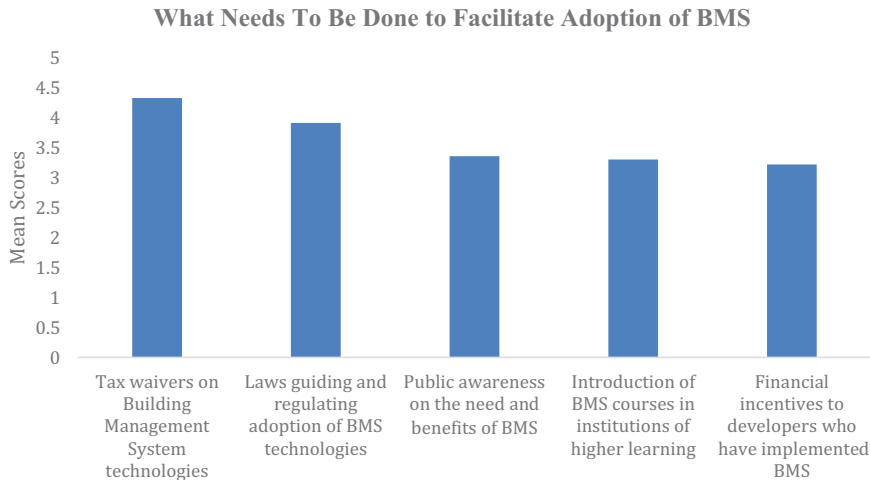 What Needs To Be Done to Facilitate Adoption of BMS
Mean Scores
5
4.5
4
3.5
3
2.5
2
1.5
1
0.5
0
Tax waivers on
Building
Management
System
technologies
Laws guiding and
regulating
adoption of BMS
technologies
Public awareness
on the need and
benefits of BMS
Introduction of
BMS courses in
institutions of
higher learning
Financial
incentives to
developers who
have implemented
BMS